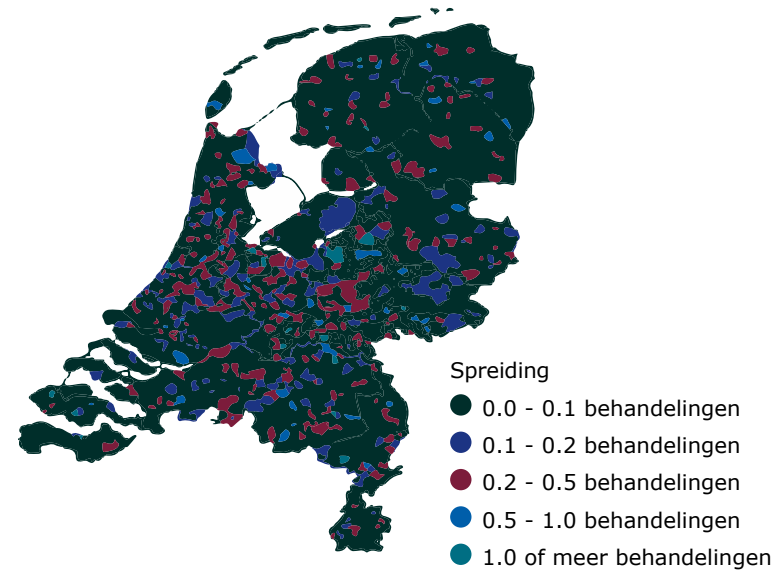 Spreiding
0.0 - 0.1 behandelingen
0.1 - 0.2 behandelingen
0.2 - 0.5 behandelingen
0.5 - 1.0 behandelingen
1.0 of meer behandelingen